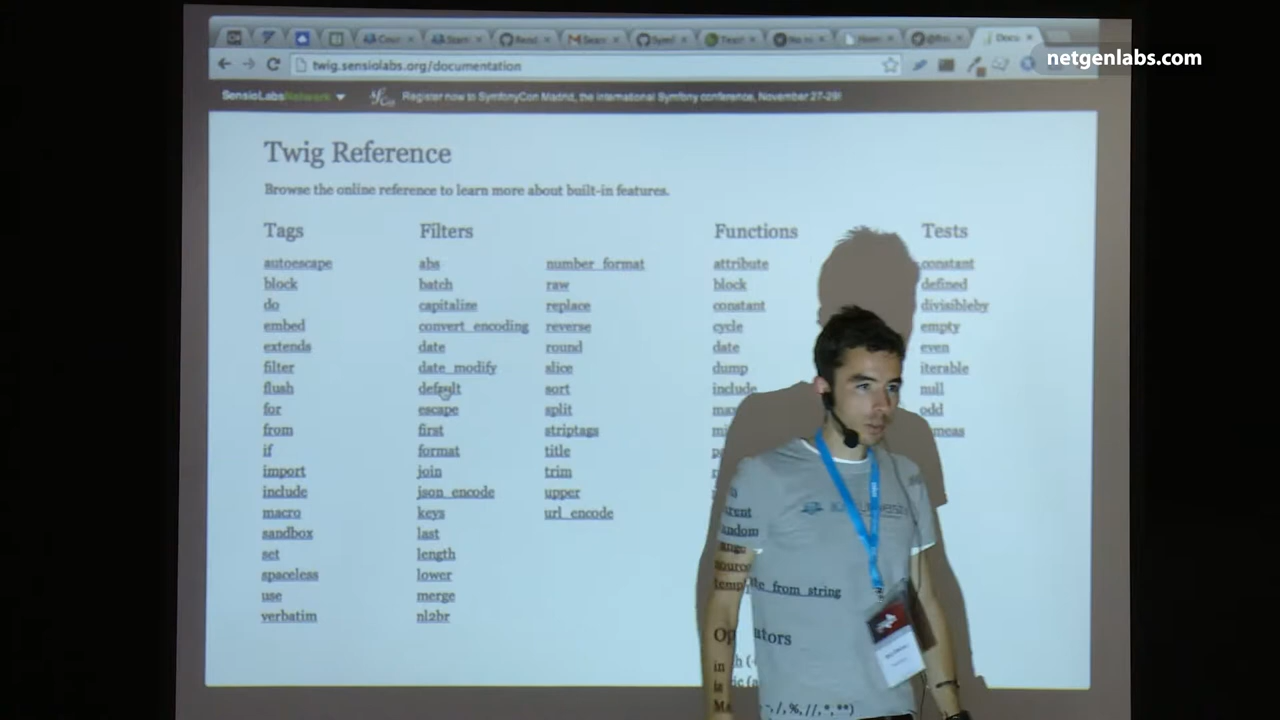 netgenlabs.com
twig.sensiolabs.org/documentation
SensioLabsNetwork
Register now to SymfonyCon Madrid, the international Symfony conference, November 27-29!
Twig Reference
Browse the online reference to learn more about built-in features.
Tags
autoescape
block
do
embed
extends
filter
flush
for
from
if
import
include
macro
sandbox
set
spaceless
use
verbatim
Filters
abs
batch
capitalize
convert_encoding
date
date_modify
default
escape
first
format
join
json_encode
keys
last
length
lower
merge
nl2br
number_format
raw
replace
reverse
round
slice
sort
split
striptags
title
trim
upper
url_encode
Functions
attribute
block
constant
cycle
date
dump
include
source
_from_string
in
is
Tests
constant
defined
divisibleby
empty
even
iterable
null
odd